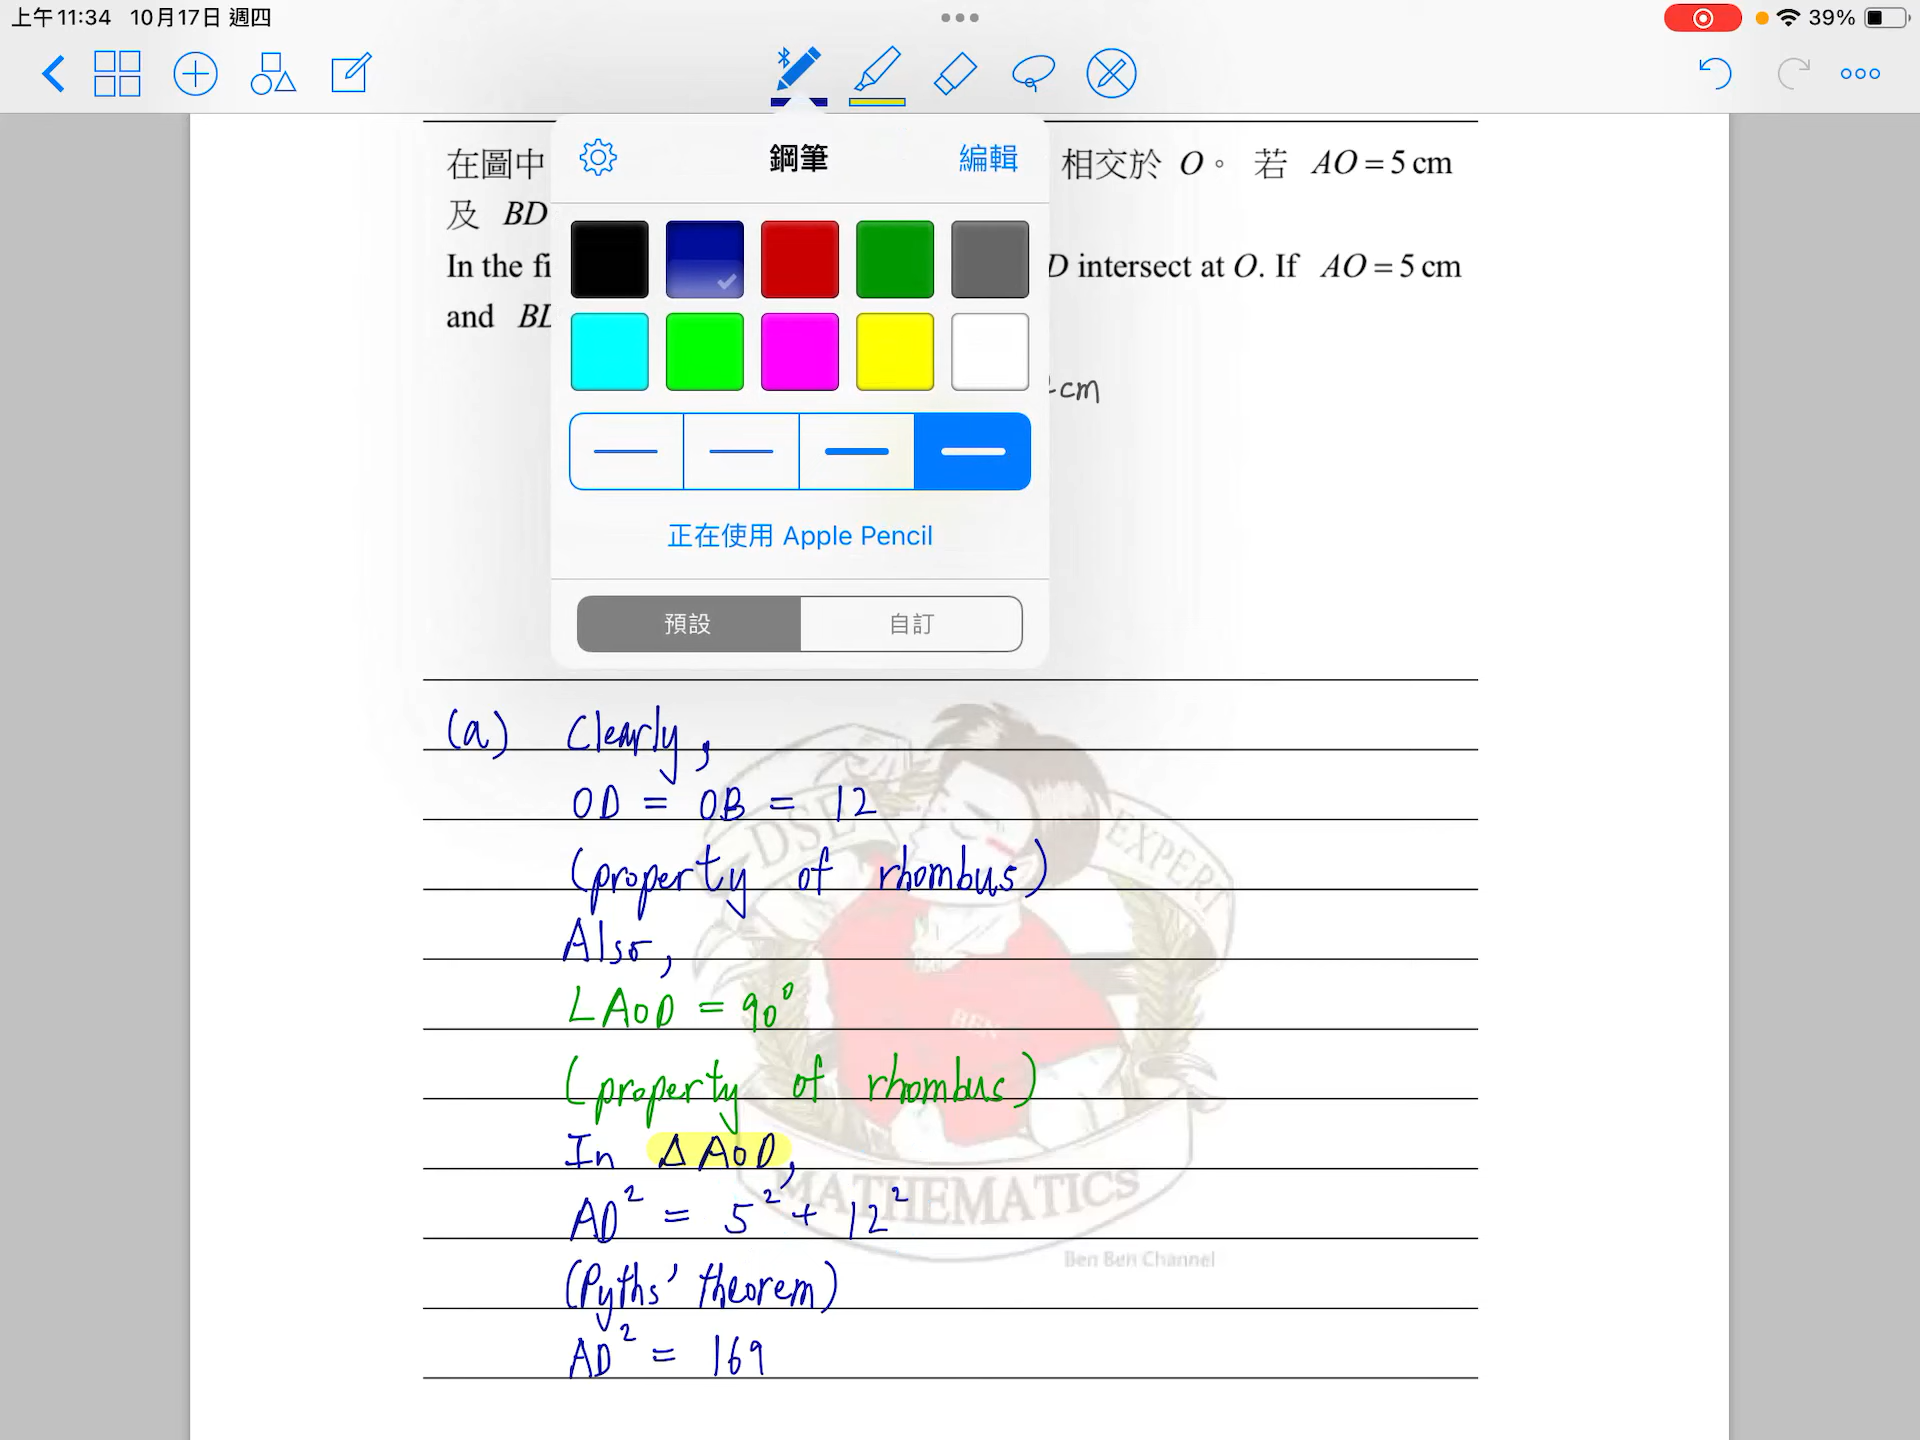 上午11:34 10月17日 週四
39%
鋼筆
編輯
在圖中 相交於 O。 若 AO = 5 cm
及 BD
In the fi D intersect at O. If AO = 5 cm
and BD
cm
正在使用 Apple Pencil
預設 自訂
(a) Clearly,
OD = OB = 12
(property of rhombus)
Also,
∠AOD = 90°
(property of rhombus)
In △AOD,
AD² = 5² + 12²
(Pyths' theorem)
AD² = 169
DSE EXPERT
BEN
MATHEMATICS
Ben Ben Channel